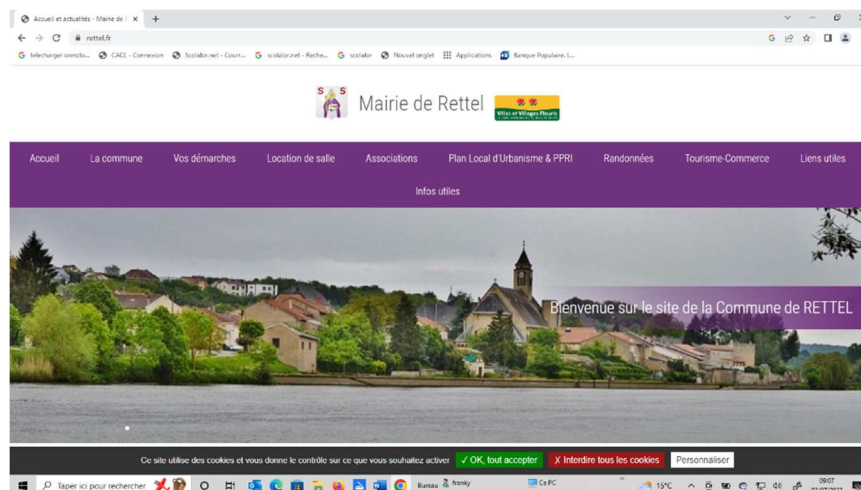 Accueil et actualités - Mairie de
rettel.fr
CACL - Connexion
Scolalor.net - Cour...
scolalor.net - Reche...
scolalor
Nouvel onglet
Applications
Banque Populaire, L...
S S
Mairie de Rettel
Villes et Villages Fleuris
Accueil
La commune
Vos démarches
Location de salle
Associations
Plan Local d'Urbanisme & PPRI
Randonnées
Tourisme-Commerce
Liens utiles
Infos utiles
Bienvenue sur le site de la Commune de RETTEL
Ce site utilise des cookies et vous donne le contrôle sur ce que vous souhaitez activer
✓ OK, tout accepter
X Interdire tous les cookies
Personnaliser
Taper ici pour rechercher
Bureau
franky
Ce PC
15°C
09:07